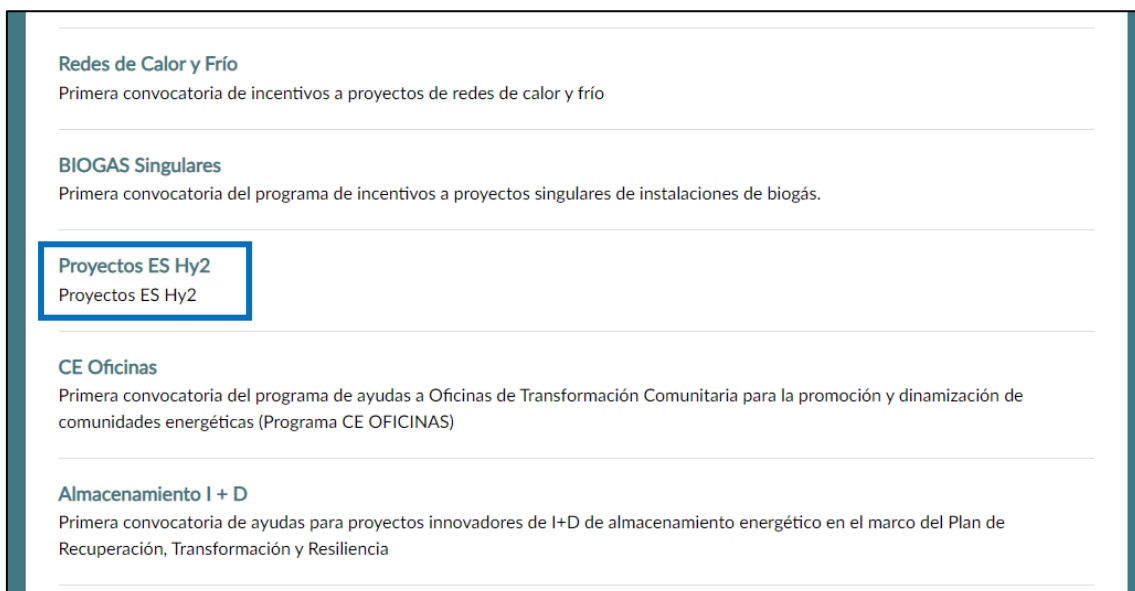 Redes de Calor y Frío
Primera convocatoria de incentivos a proyectos de redes de calor y frío
BIOGAS Singulares
Primera convocatoria del programa de incentivos a proyectos singulares de instalaciones de biogás.
Proyectos ES Hy2
Proyectos ES Hy2
CE Oficinas
Primera convocatoria del programa de ayudas a Oficinas de Transformación Comunitaria para la promoción y dinamización de
comunidades energéticas (Programa CE OFICINAS)
Almacenamiento I + D
Primera convocatoria de ayudas para proyectos innovadores de I+D de almacenamiento energético en el marco del Plan de
Recuperación, Transformación y Resiliencia